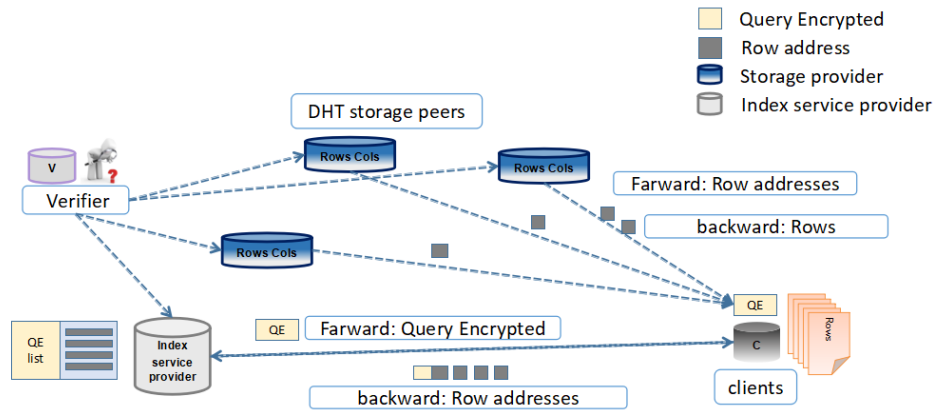 Query Encrypted
Row address
Storage provider
Index service provider
DHT storage peers
Rows Cols
Rows Cols
V
?
Verifier
Farward: Row addresses
backward: Rows
Rows Cols
QE
Rows
QE
list
Index
service
provider
QE
Farward: Query Encrypted
C
backward: Row addresses
clients